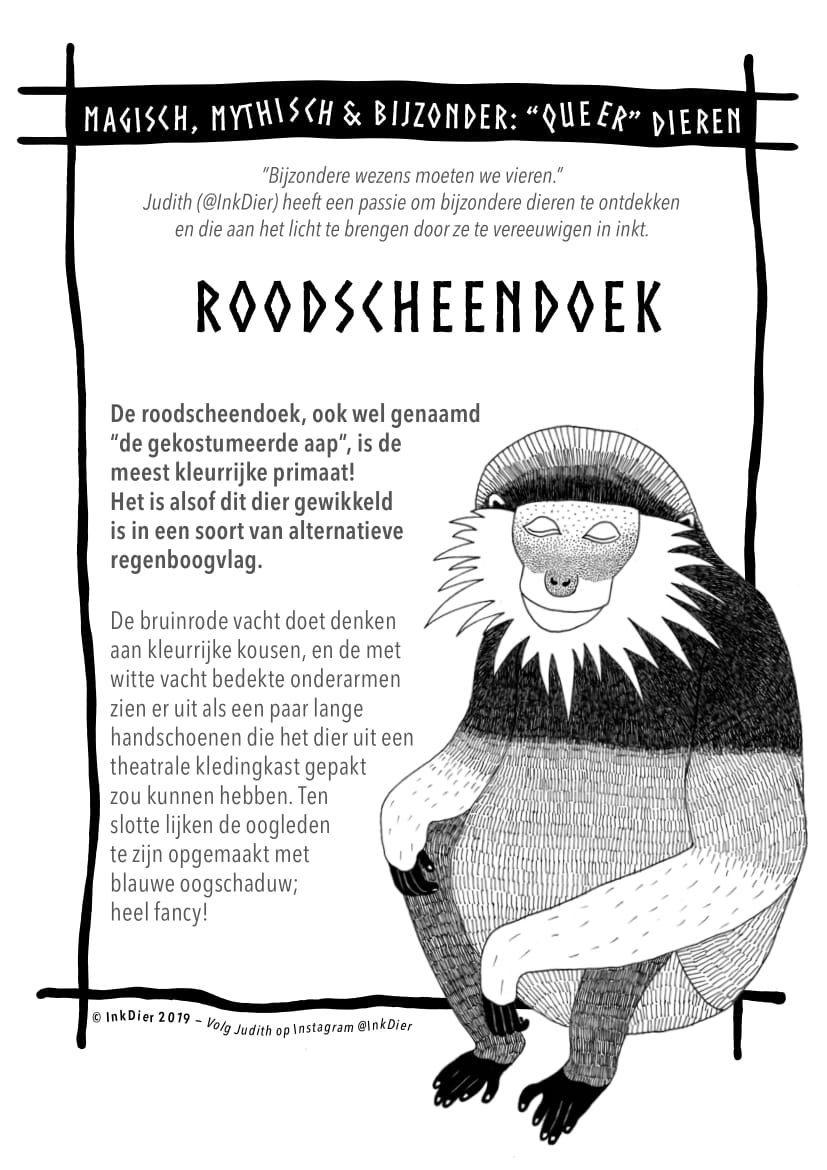 MAGISCH, MYTHISCH & BIJZONDER: “QUEER” DIEREN
“Bijzondere wezens moeten we vieren.”
Judith (@InkDier) heeft een passie om bijzondere dieren te ontdekken
en die aan het licht te brengen door ze te vereeuwigen in inkt.
ROODSCHEENDOEK
De roodscheendoek, ook wel genaamd
“de gekostumeerde aap”, is de
meest kleurrijke primaat!
Het is alsof dit dier gewikkeld
is in een soort van alternatieve
regenboogvlag.
De bruinrode vacht doet denken
aan kleurrijke kousen, en de met
witte vacht bedekte onderarmen
zien er uit als een paar lange
handschoenen die het dier uit een
theatrale kledingkast gepakt
zou kunnen hebben. Ten
slotte lijken de oogleden
te zijn opgemaakt met
blauwe oogschaduw;
heel fancy!
© InkDier 2019 – Volg Judith op Instagram @InkDier